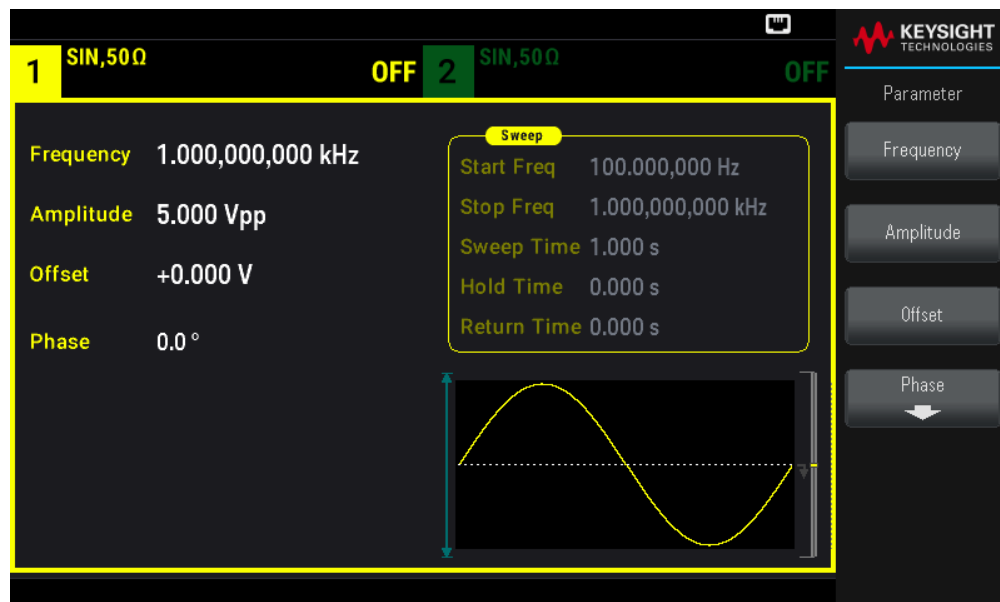 KEYSIGHT
TECHNOLOGIES
1 SIN,50Ω OFF
2 SIN,50Ω OFF
Parameter
Frequency 1.000,000,000 kHz
Amplitude 5.000 Vpp
Offset +0.000 V
Phase 0.0 °
Sweep
Start Freq 100.000,000 Hz
Stop Freq 1.000,000,000 kHz
Sweep Time 1.000 s
Hold Time 0.000 s
Return Time 0.000 s
Frequency
Amplitude
Offset
Phase